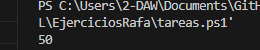 PS C:\Users\2-DAW\Documents\GitH
L\EjerciciosRafa\tareas.ps1'
50